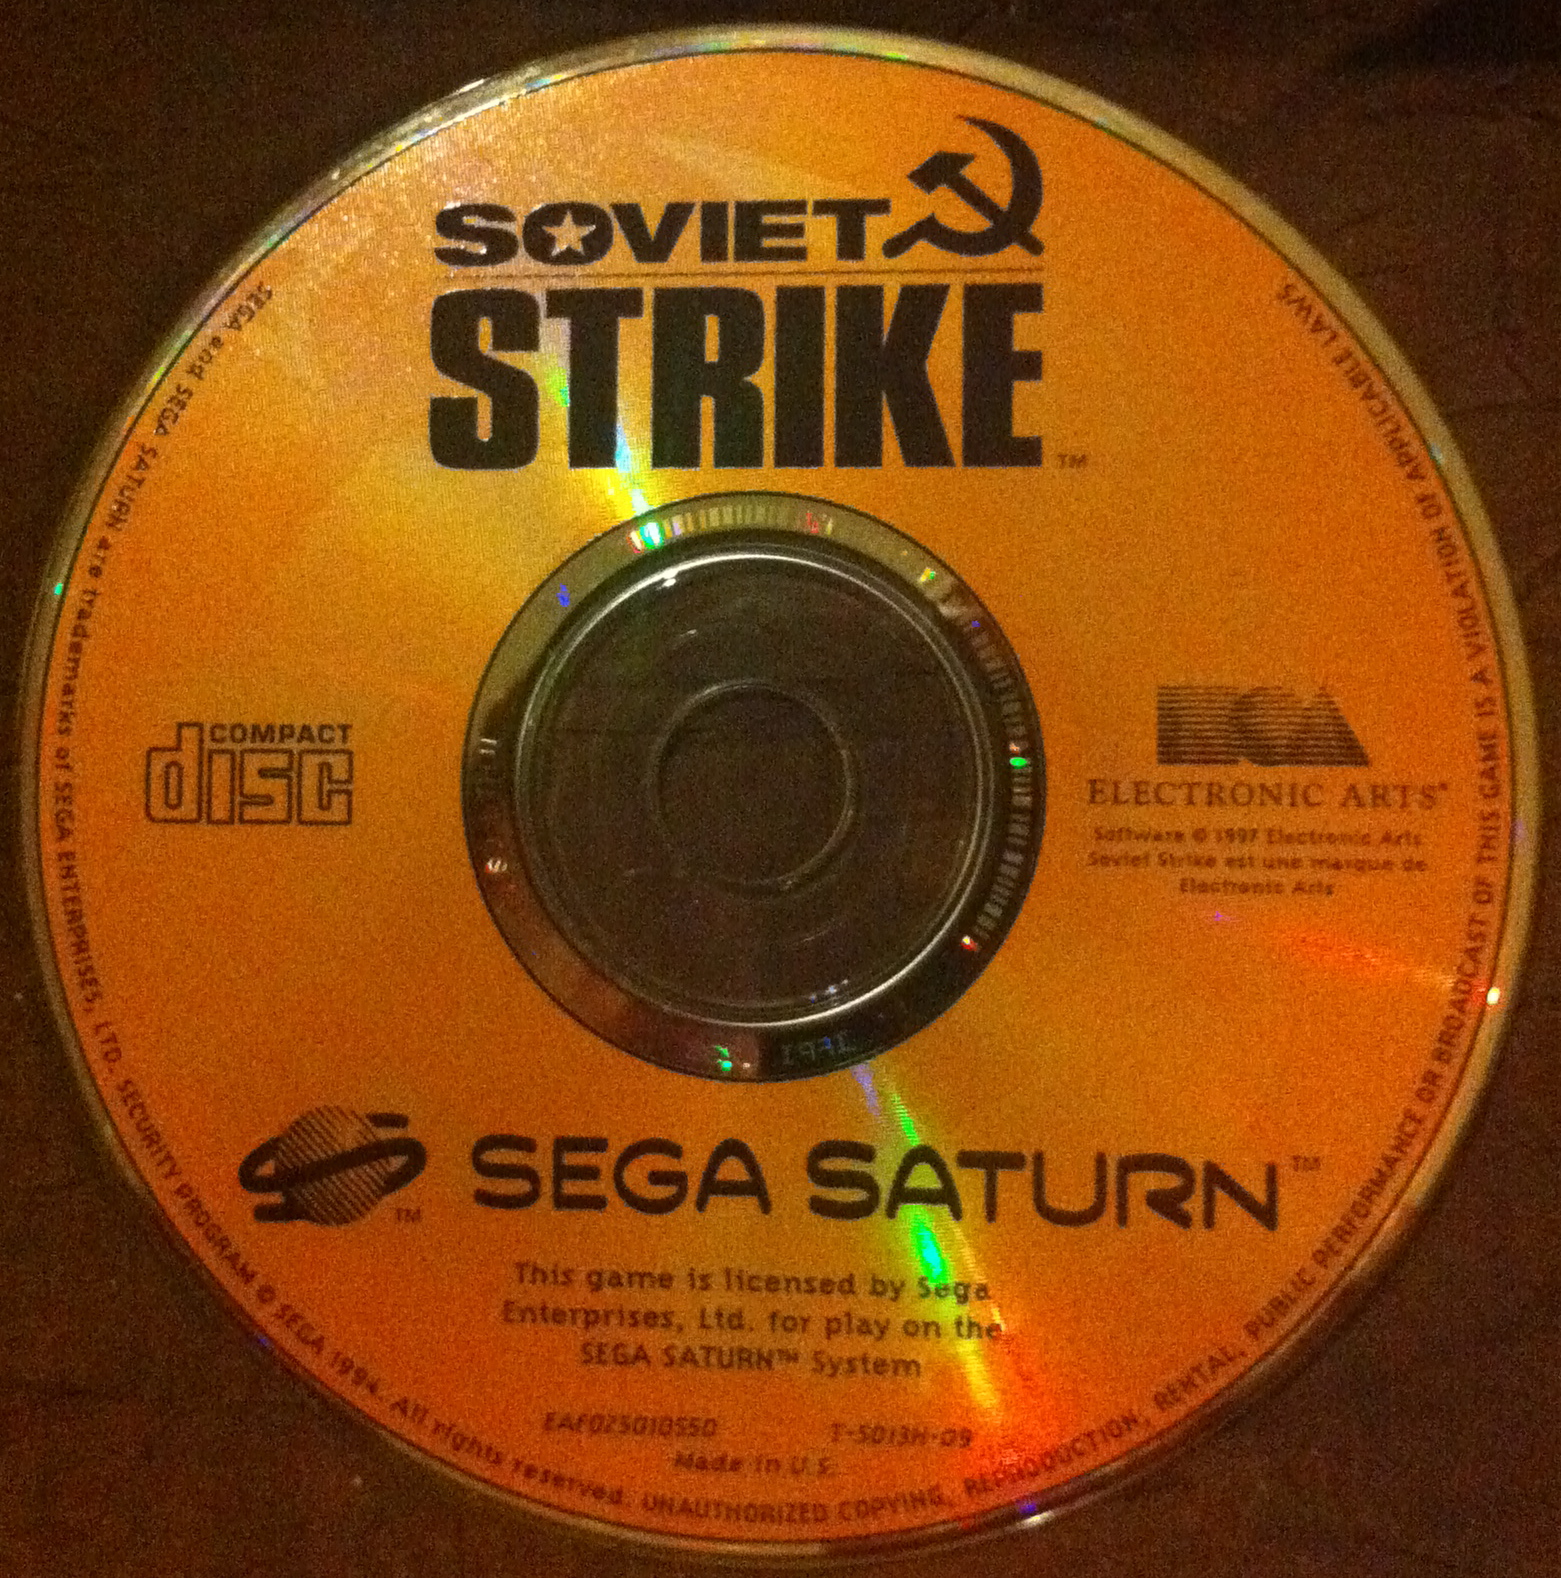 SOVIET
STRIKE™
COMPACT
disc
ELECTRONIC ARTS®
Software © 1997 Electronic Arts
Soviet Strike est une marque de
Electronic Arts
SEGA SATURN™
TM
This game is licensed by Sega
Enterprises, Ltd. for play on the
SEGA SATURN™ System
EAF0250105SD T-5013H-09
Made in U.S.
SEGA and SEGA SATURN are trademarks of SEGA ENTERPRISES, LTD. SECURITY PROGRAM © SEGA 1994. All rights reserved. UNAUTHORIZED COPYING, REPRODUCTION, RENTAL, PUBLIC PERFORMANCE OR BROADCAST OF THIS GAME IS A VIOLATION OF APPLICABLE LAWS